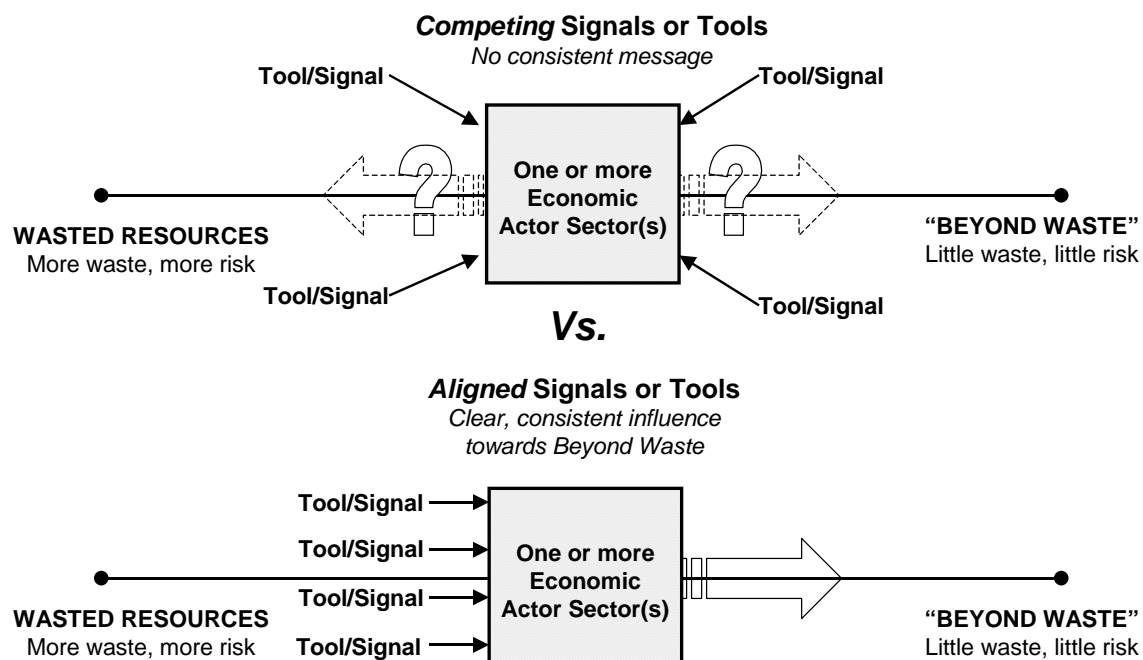 Competing Signals or Tools
No consistent message
Tool/Signal
Tool/Signal
?
One or more
Economic
Actor Sector(s)
?
WASTED RESOURCES
More waste, more risk
“BEYOND WASTE”
Little waste, little risk
Tool/Signal
Tool/Signal
Vs.
Aligned Signals or Tools
Clear, consistent influence
towards Beyond Waste
Tool/Signal
Tool/Signal
Tool/Signal
Tool/Signal
One or more
Economic
Actor Sector(s)
WASTED RESOURCES
More waste, more risk
“BEYOND WASTE”
Little waste, little risk